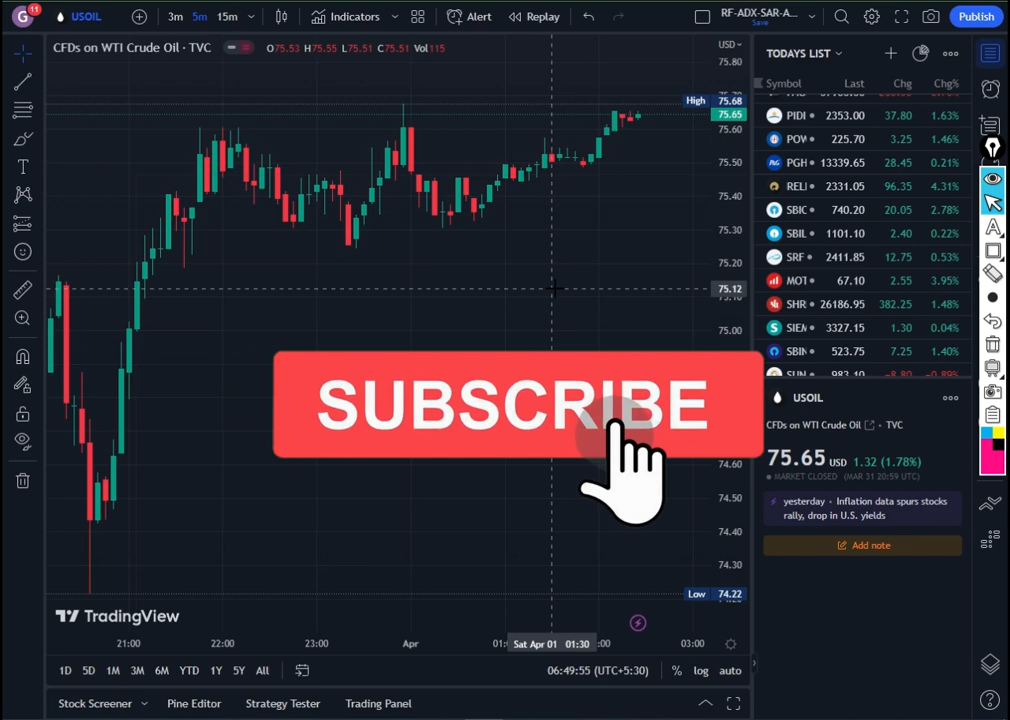 G 11 USOIL 3m 5m 15m Indicators Alert Replay RF-ADX-SAR-A... Save Publish
CFDs on WTI Crude Oil · TVC O75.53 H75.55 L75.51 C75.51 Vol115
USD
75.80
High 75.68
75.65
75.60
75.50
75.40
75.30
75.20
75.12
75.00
74.60
74.50
74.40
74.30
Low 74.22
SUBSCRIBE
TradingView
21:00 22:00 23:00 Apr Sat Apr 01 01:30 03:00
1D 5D 1M 3M 6M YTD 1Y 5Y All 06:49:55 (UTC+5:30) % log auto
Stock Screener Pine Editor Strategy Tester Trading Panel
TODAYS LIST
Symbol Last Chg Chg%
PIDI 2353.00 37.80 1.63%
POW 225.70 3.25 1.46%
PGH 13339.65 28.45 0.21%
RELI 2331.05 96.35 4.31%
SBIC 740.20 20.05 2.78%
SBIL 1101.10 2.40 0.22%
SRF 2411.85 12.75 0.53%
MOT 67.10 2.55 3.95%
SHR 26186.95 382.25 1.48%
SIEM 3327.15 1.30 0.04%
SBIN 523.75 7.25 1.40%
SUN 983.10 -8.80 -0.89%
USOIL
CFDs on WTI Crude Oil TVC
75.65 USD 1.32 (1.78%)
MARKET CLOSED (MAR 31 20:59 UTC)
yesterday · Inflation data spurs stocks
rally, drop in U.S. yields
Add note